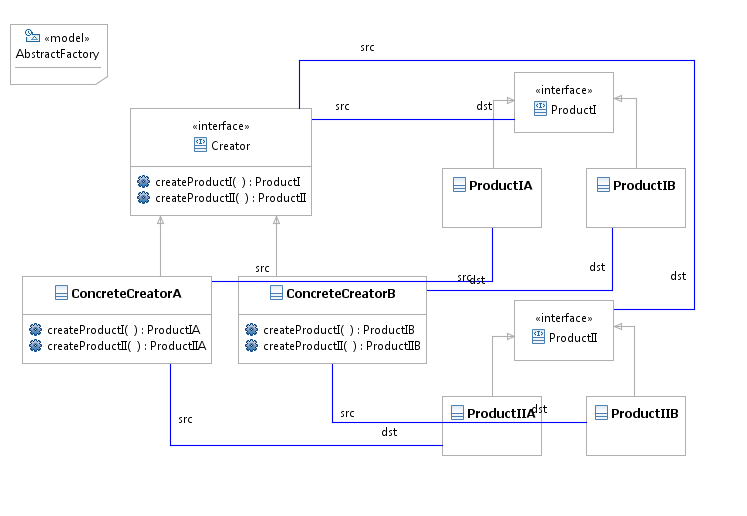 «model»
AbstractFactory
src
src
dst
«interface»
ProductI
«interface»
Creator
createProductI( ) : ProductI
createProductII( ) : ProductII
ProductIA
ProductIB
src
src
dst
dst
dst
ConcreteCreatorA
createProductI( ) : ProductIA
createProductII( ) : ProductIIA
ConcreteCreatorB
createProductI( ) : ProductIB
createProductII( ) : ProductIIB
«interface»
ProductII
ProductIIA
dst
ProductIIB
src
src
dst